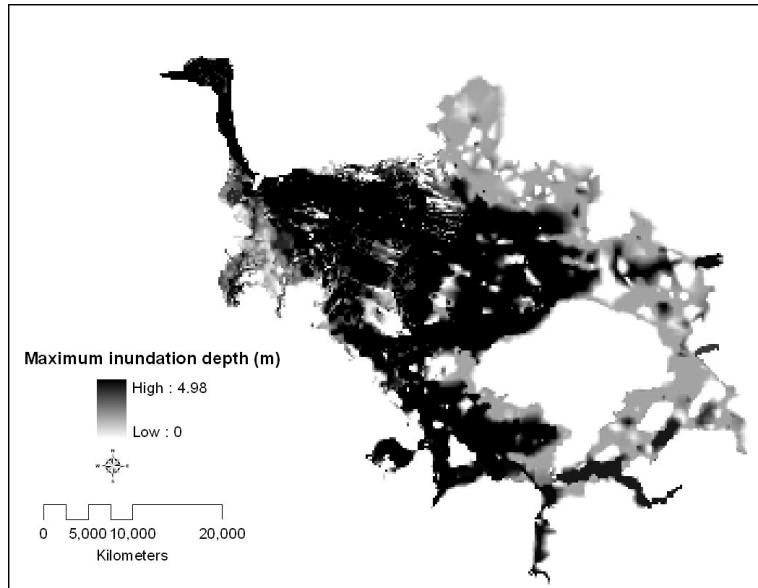 Maximum inundation depth (m)
High : 4.98
Low : 0
0 5,000 10,000 20,000
Kilometers